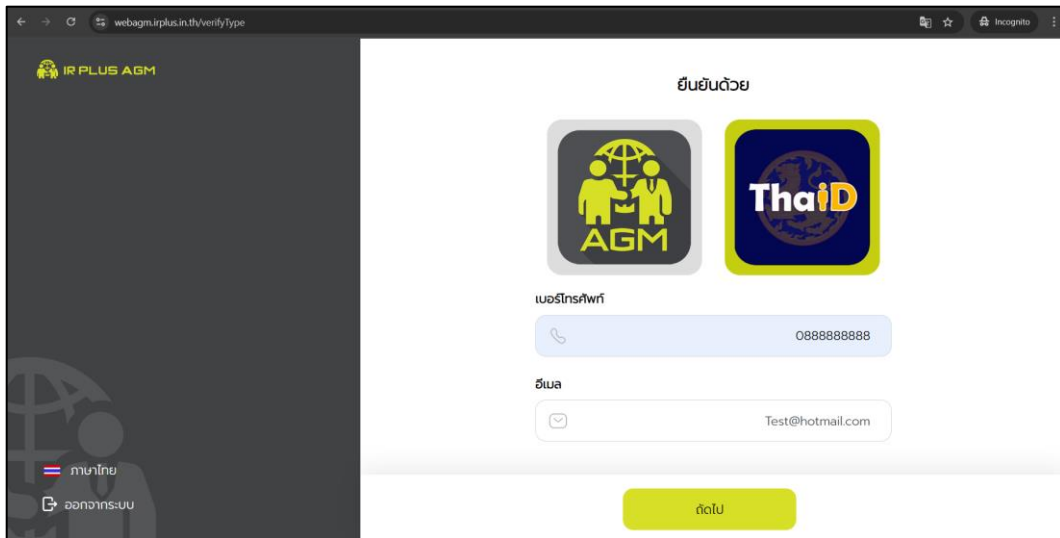 webagm.irplus.in.th/verifyType
Incognito
IR PLUS AGM
ยืนยันด้วย
AGM
ThaiD
เบอร์โทรศัพท์
0888888888
อีเมล
Test@hotmail.com
ภาษาไทย
ออกจากระบบ
ถัดไป